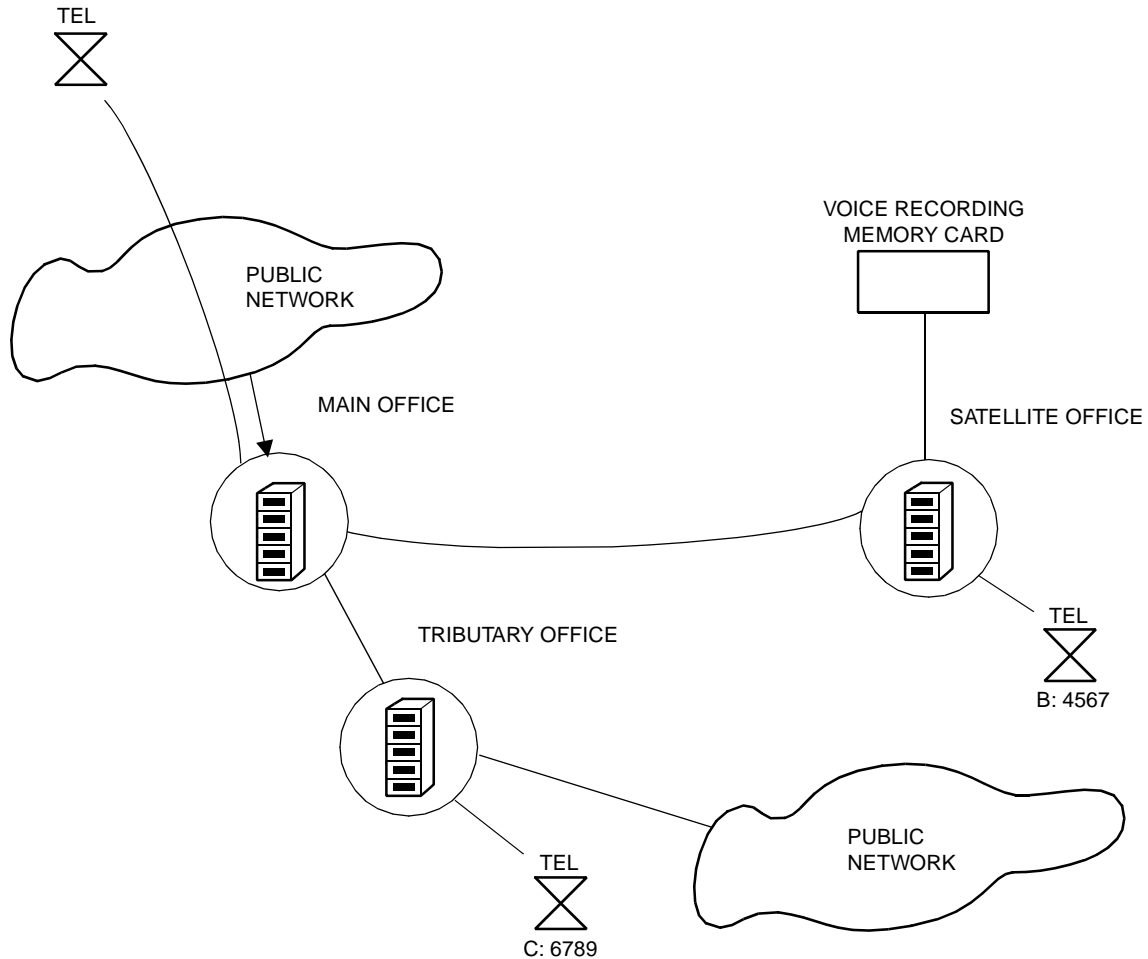 TEL
VOICE RECORDING
MEMORY CARD
PUBLIC
NETWORK
MAIN OFFICE
SATELLITE OFFICE
TRIBUTARY OFFICE
TEL
B: 4567
PUBLIC
NETWORK
TEL
C: 6789